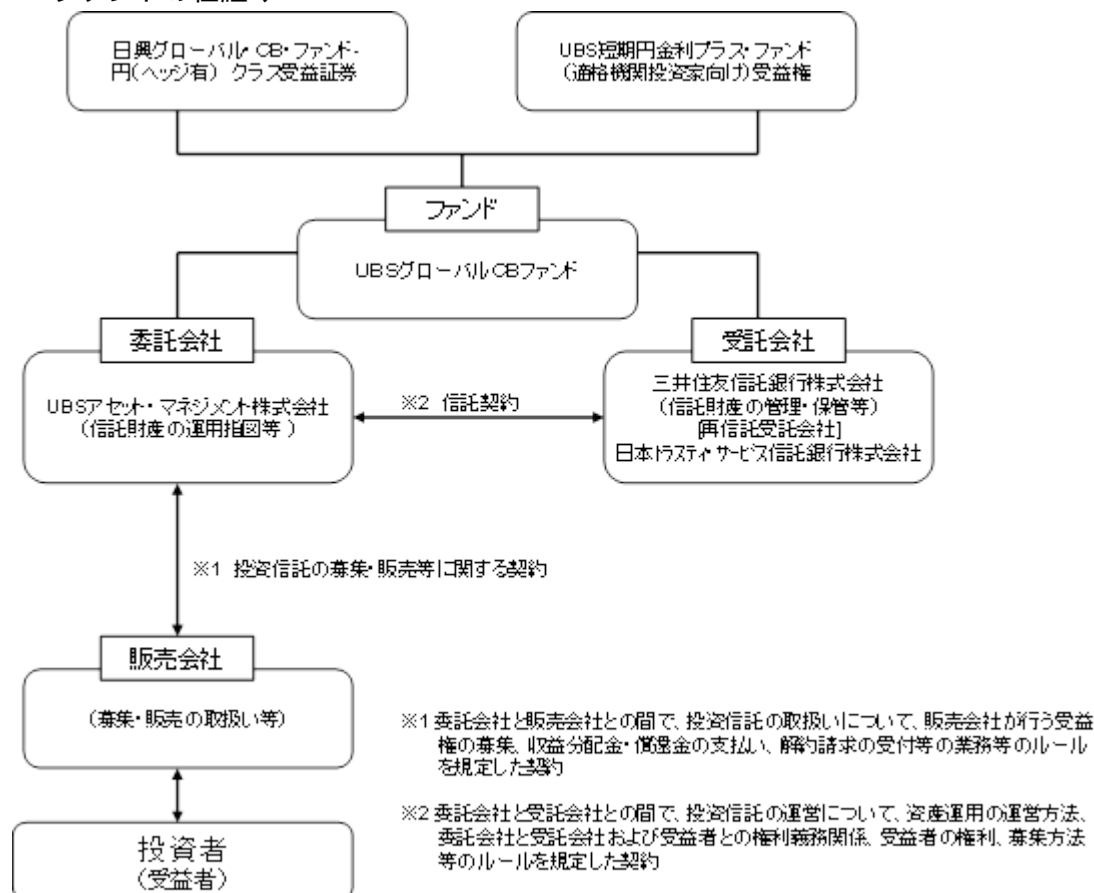 日興グローバル・CB・ファンド-
円(ヘッジ有) クラス受益証券
UBS短期円金利プラス・ファンド
(適格機関投資家向け)受益権
ファンド
UBSグローバルCBファンド
委託会社
UBSアセット・マネジメント株式会社
(信託財産の運用指図等)
※2 信託契約
受託会社
三井住友信託銀行株式会社
(信託財産の管理・保管等)
[再信託受託会社]
日本トラスティ・サービス信託銀行株式会社
※1 投資信託の募集・販売等に関する契約
販売会社
(募集・販売の取扱い等)
投資者
(受益者)
※1 委託会社と販売会社との間で、投資信託の取扱いについて、販売会社が行う受益
権の募集、収益分配金・償還金の支払い、解約請求の受付等の業務等のルール
を規定した契約
※2 委託会社と受託会社との間で、投資信託の運営について、資産運用の運営方法、
委託会社と受託会社および受益者との権利義務関係、受益者の権利、募集方法
等のルールを規定した契約